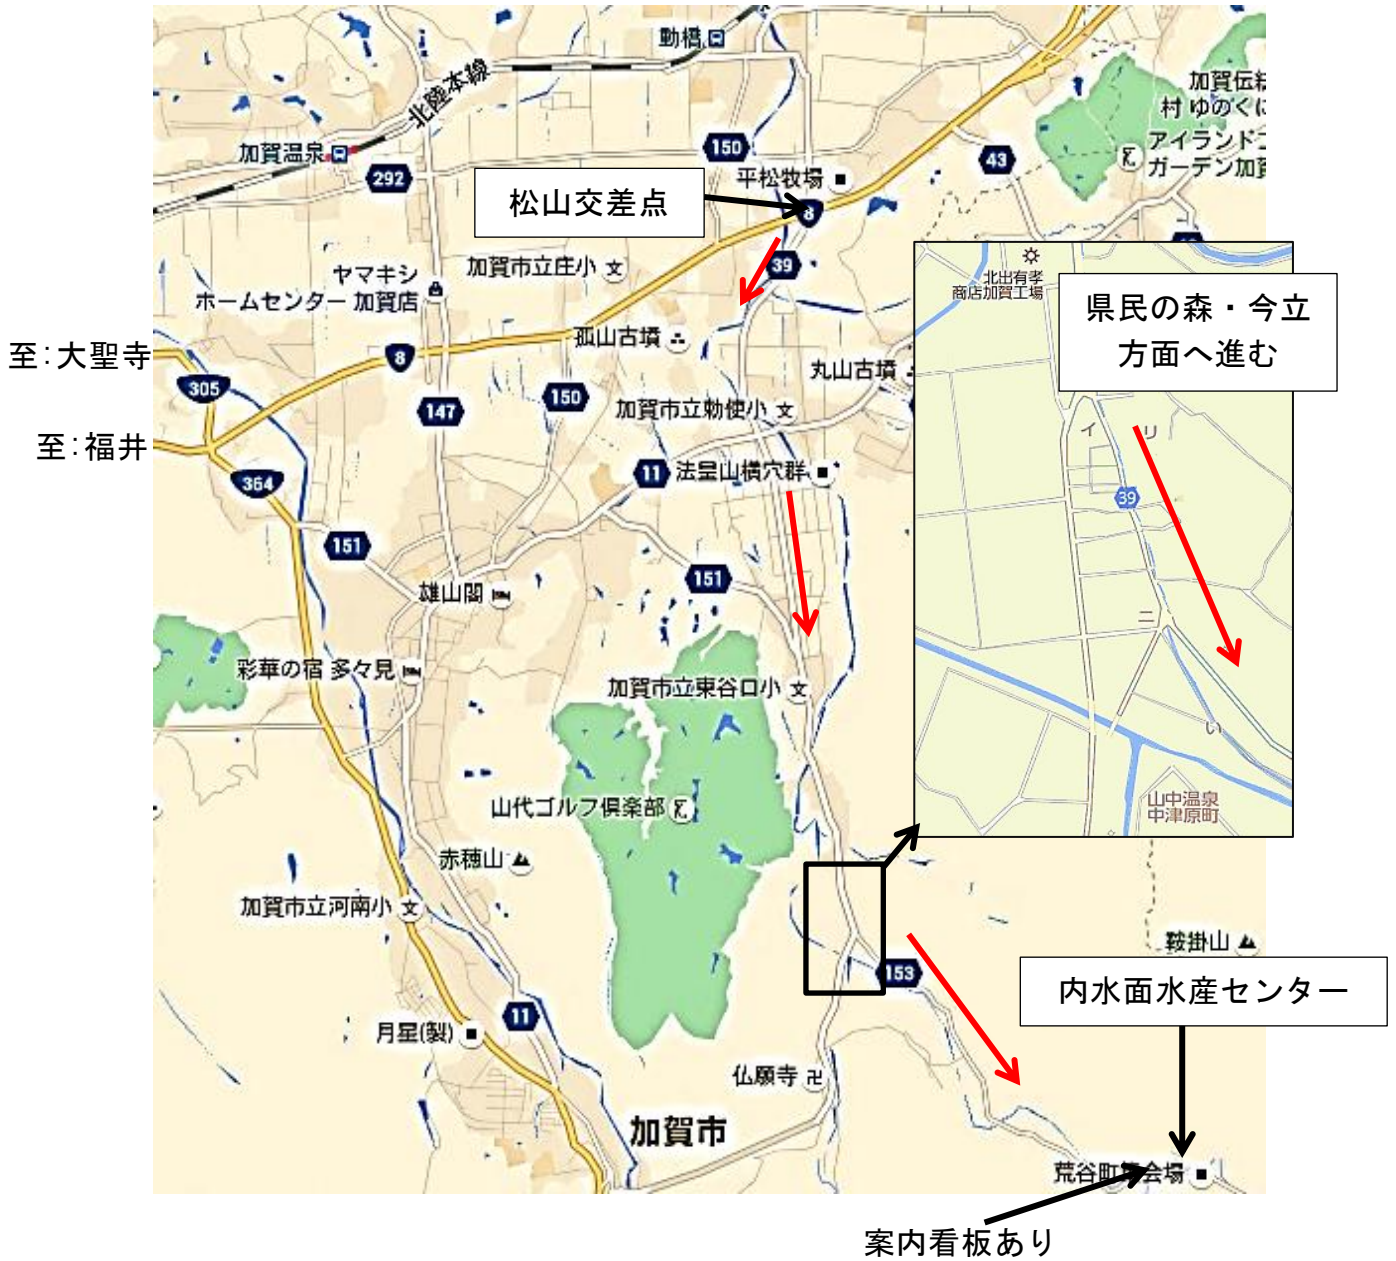 動橋
北陸本線
加賀温泉
292
150
平松牧場
43
加賀伝統
村 ゆのくに
アイランド
ガーデン加賀
松山交差点
8
39
加賀市立庄小
ヤマキシ
ホームセンター 加賀店
北出有孝
商店加賀工場
県民の森・今立
方面へ進む
至:大聖寺
305
8
孤山古墳
丸山古墳
147
150
加賀市立勅使小
至:福井
364
11
法皇山横穴群
イ
リ
39
151
151
雄山閣
ニ
彩華の宿 多々見
加賀市立東谷口小
い
山代ゴルフ倶楽部
山中温泉
中津原町
赤穂山
加賀市立河南小
鞍掛山
153
内水面水産センター
11
月星(製)
仏願寺
加賀市
荒谷町集会場
案内看板あり